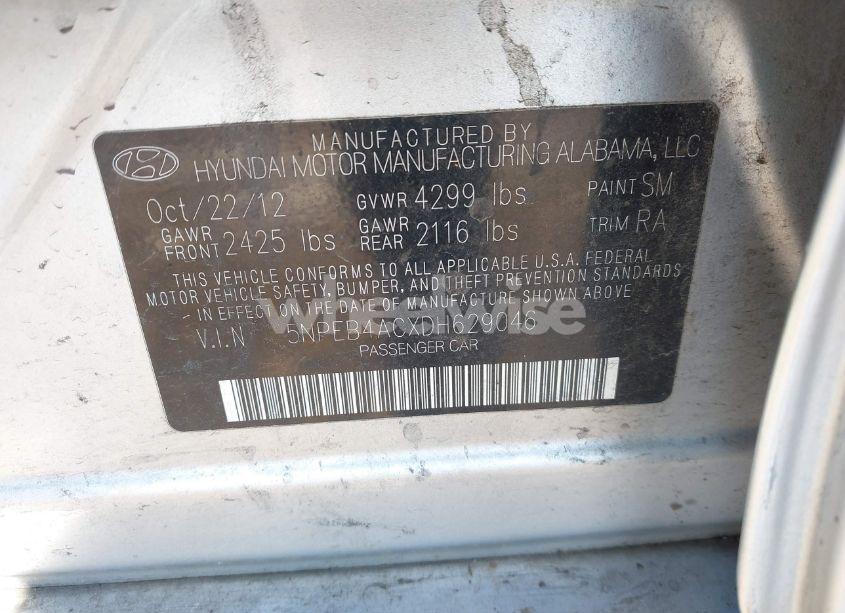 MANUFACTURED BY
HYUNDAI MOTOR MANUFACTURING ALABAMA, LLC
Oct/22/12 GVWR 4299 lbs PAINT SM
GAWR FRONT 2425 lbs GAWR REAR 2116 lbs TRIM RA
THIS VEHICLE CONFORMS TO ALL APPLICABLE U.S.A. FEDERAL
MOTOR VEHICLE SAFETY, BUMPER, AND THEFT PREVENTION STANDARDS
IN EFFECT ON THE DATE OF MANUFACTURE SHOWN ABOVE
V.I.N 5NPEB4ACXDH629046
PASSENGER CAR
wheelwise